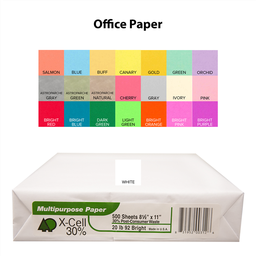 Office Paper
SALMON BLUE BUFF CANARY GOLD GREEN ORCHID
GRAY GREEN NATURAL CHERRY GRAY IVORY PINK
BRIGHT RED BRIGHT BLUE DARK GREEN LIGHT GREEN BRIGHT ORANGE BRIGHT PINK BRIGHT PURPLE
WHITE
Multipurpose Paper
X-Cell
30%
500 Sheets 8½" x 11"
30% Post-Consumer Waste
20 lb 92 Bright
Made in U.S.A.